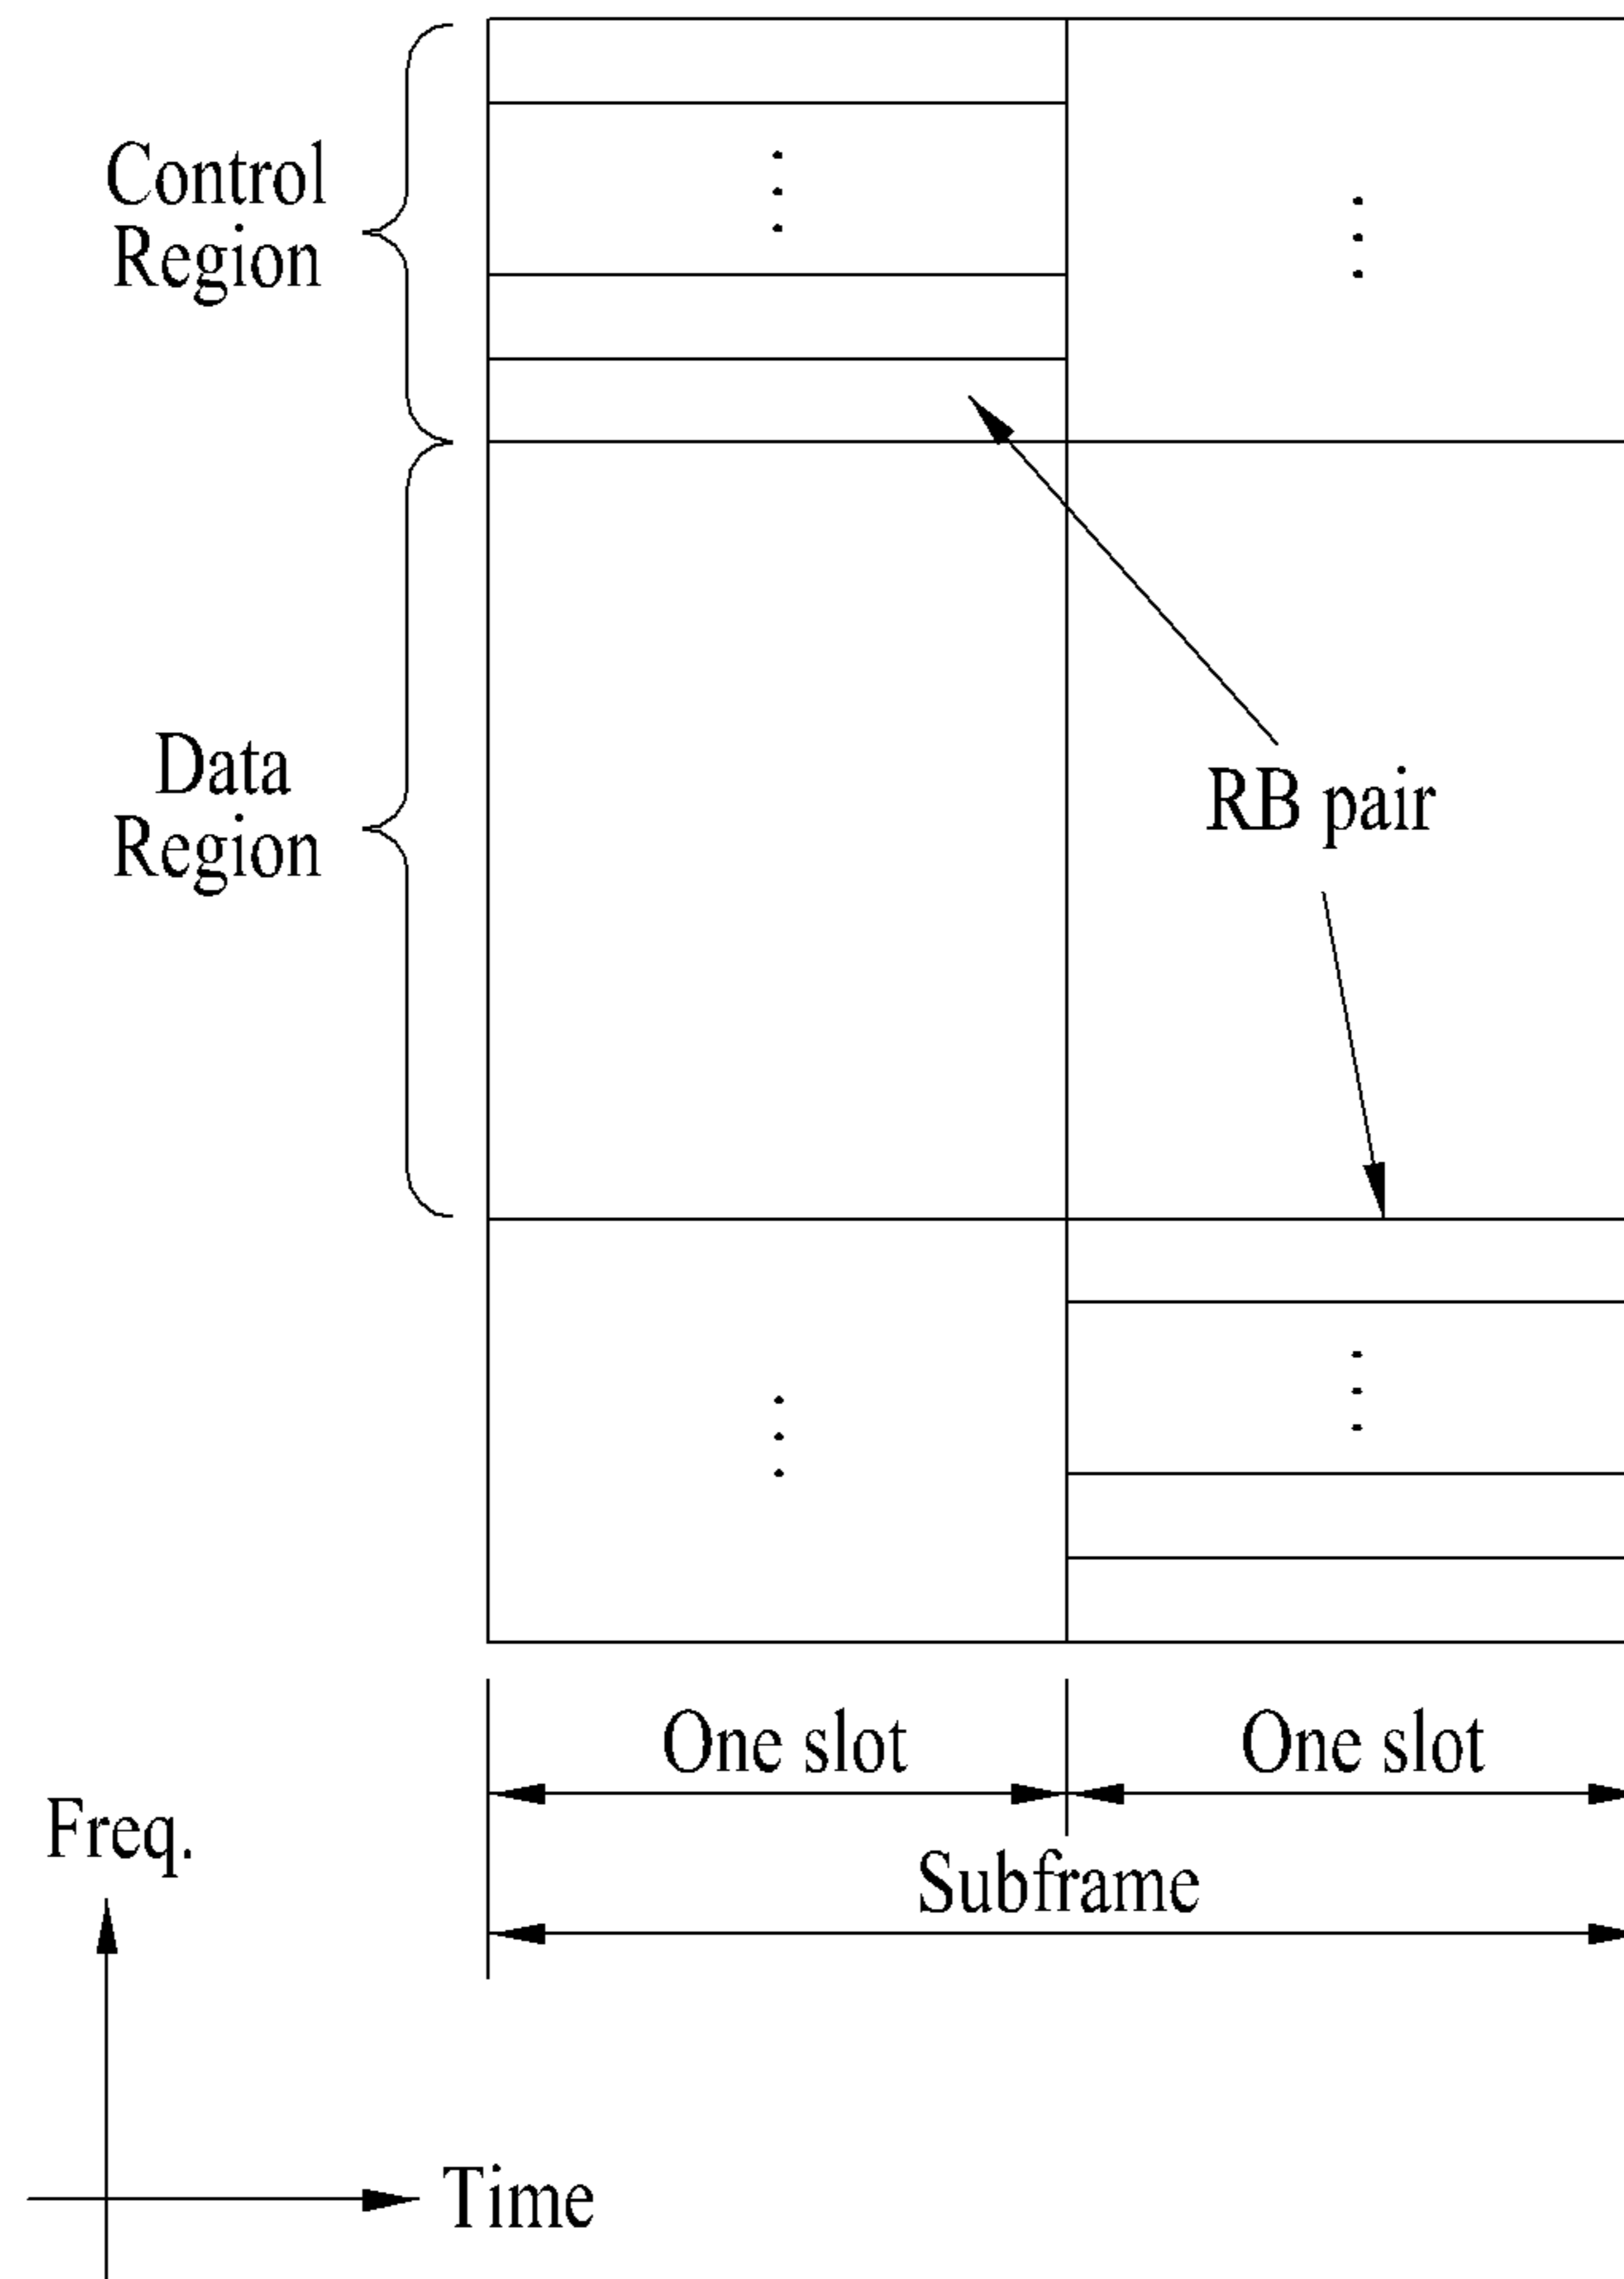 Control
Region
Data
Region
RB pair
One slot
One slot
Subframe
Freq.
Time